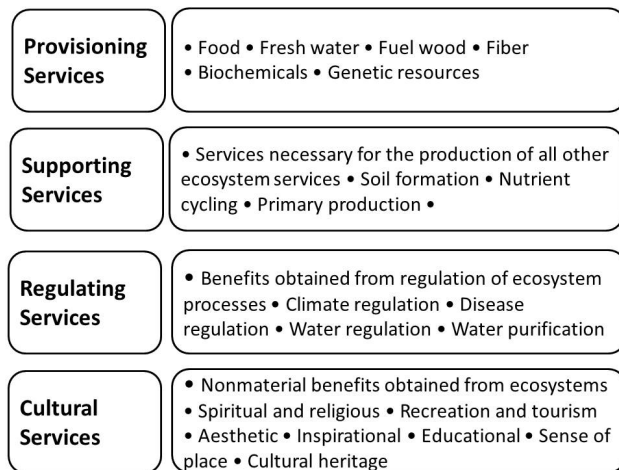 Provisioning
Services
• Food • Fresh water • Fuel wood • Fiber
• Biochemicals • Genetic resources
Supporting
Services
• Services necessary for the production of all other
ecosystem services • Soil formation • Nutrient
cycling • Primary production •
Regulating
Services
• Benefits obtained from regulation of ecosystem
processes • Climate regulation • Disease
regulation • Water regulation • Water purification
Cultural
Services
• Nonmaterial benefits obtained from ecosystems
• Spiritual and religious • Recreation and tourism
• Aesthetic • Inspirational • Educational • Sense of
place • Cultural heritage